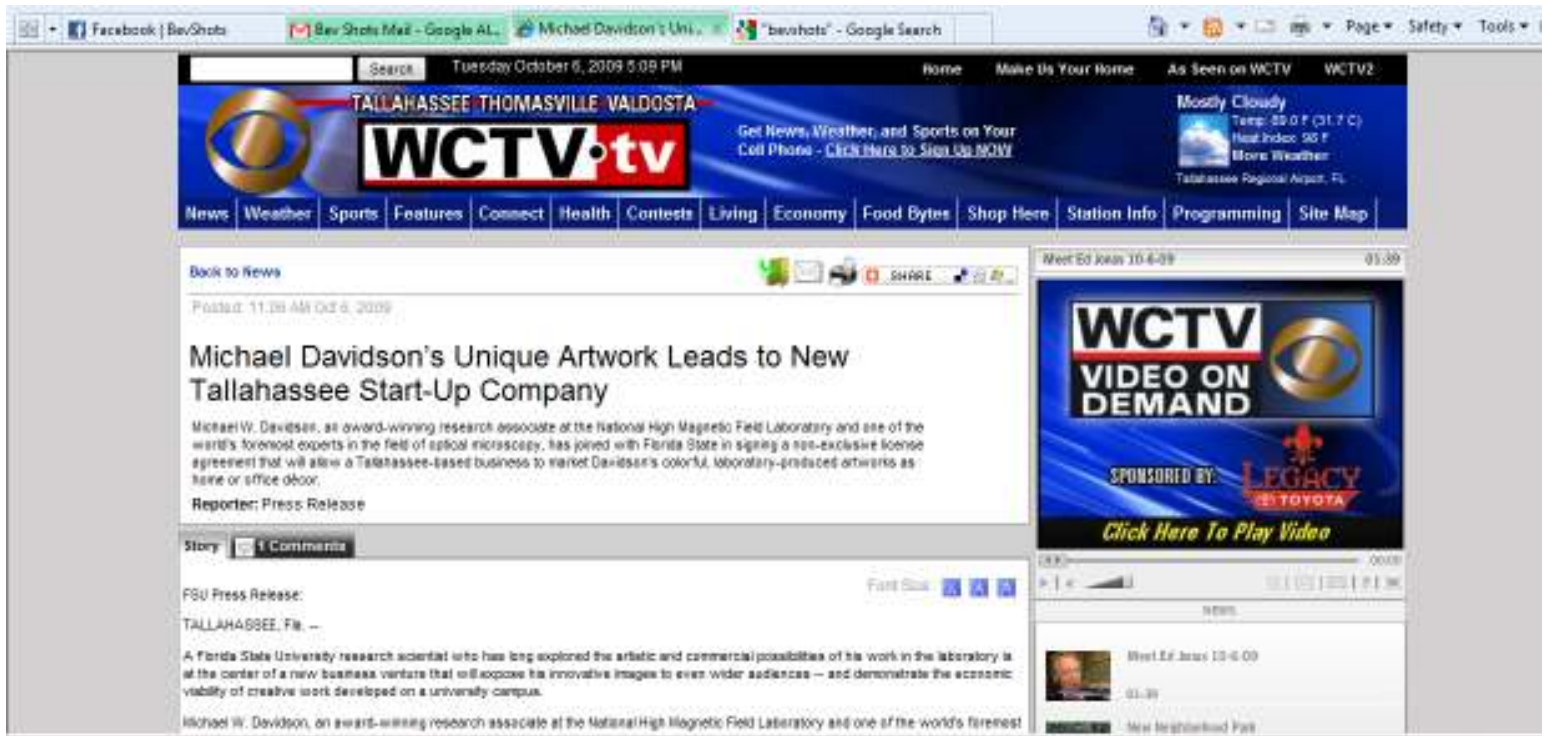 Facebook | BevShots
Bev Shots Mail - Google Al...
Michael Davidson's Uni...
"bevshots" - Google Search
Page
Safety
Tools
Search
Tuesday October 6, 2009 5:09 PM
Home
Make Us Your Home
As Seen on WCTV
WCTV2
TALLAHASSEE THOMASVILLE VALDOSTA
WCTV•tv
Get News, Weather, and Sports on Your
Cell Phone - Click Here to Sign Up NOW
Mostly Cloudy
Temp: 89.0 F (31.7 C)
Heat Index: 98 F
More Weather
Tallahassee Regional Airport, FL
News Weather Sports Features Connect Health Contests Living Economy Food Bytes Shop Here Station Info Programming Site Map
Back to News
SHARE
Posted: 11:06 AM Oct 6, 2009
Michael Davidson's Unique Artwork Leads to New
Tallahassee Start-Up Company
Michael W. Davidson, an award-winning research associate at the National High Magnetic Field Laboratory and one of the
world's foremost experts in the field of optical microscopy, has joined with Florida State in signing a non-exclusive license
agreement that will allow a Tallahassee-based business to market Davidson's colorful, laboratory-produced artworks as
home or office décor.
Reporter: Press Release
Story
1 Comments
Font Size:
FSU Press Release:
TALLAHASSEE, Fla. --
A Florida State University research scientist who has long explored the artistic and commercial possibilities of his work in the laboratory is
at the center of a new business venture that will expose his innovative images to even wider audiences -- and demonstrate the economic
viability of creative work developed on a university campus.
Michael W. Davidson, an award-winning research associate at the National High Magnetic Field Laboratory and one of the world's foremost
Meet Ed Jonas 10-6-09
01:39
WCTV
VIDEO ON
DEMAND
SPONSORED BY:
LEGACY
TOYOTA
Click Here To Play Video
00:00
NEWS
Meet Ed Jonas 10-6-09
01:39
New Neighborhood Park